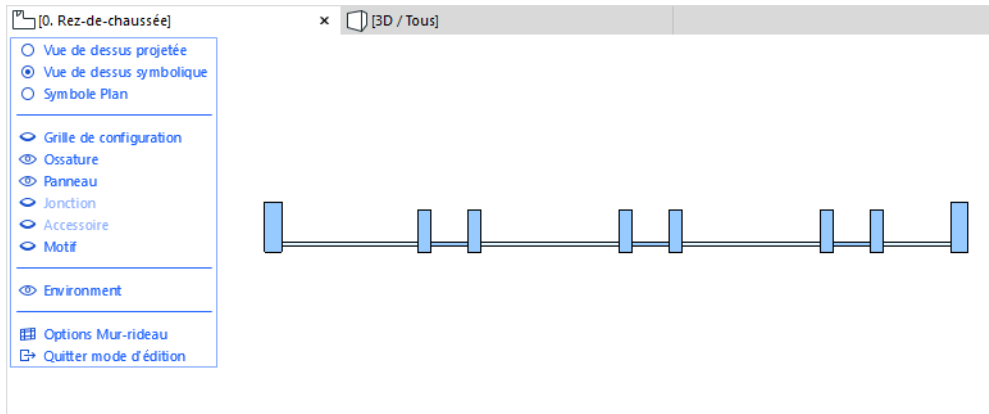 [0. Rez-de-chaussée]
[3D / Tous]
Vue de dessus projetée
Vue de dessus symbolique
Symbole Plan
Grille de configuration
Ossature
Panneau
Jonction
Accessoire
Motif
Environment
Options Mur-rideau
Quitter mode d'édition